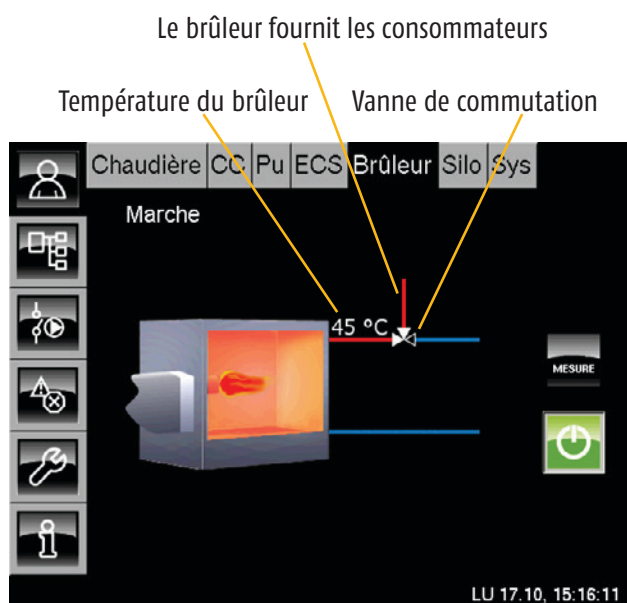 Le brûleur fournit les consommateurs
Température du brûleur Vanne de commutation
Chaudière CC Pu ECS Brûleur Silo Sys
Marche
45 °C
MESURE
LU 17.10, 15:16:11